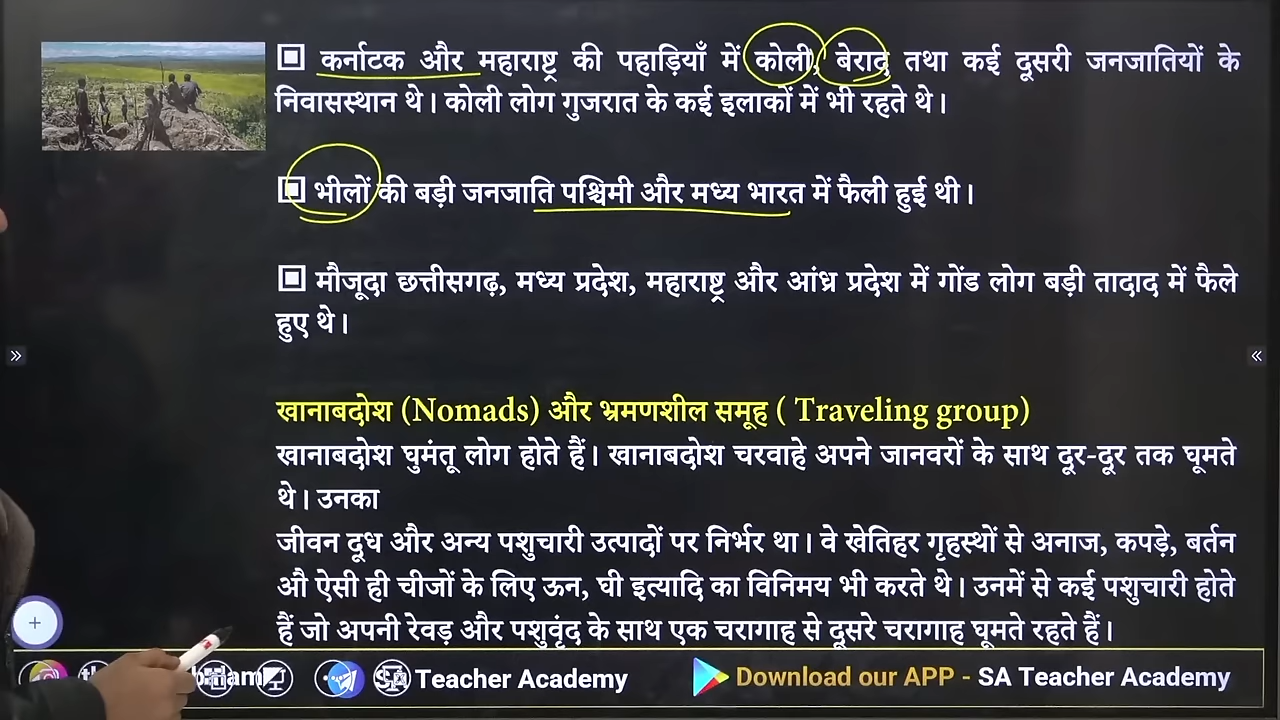 कर्नाटक और महाराष्ट्र की पहाड़ियाँ में कोली, बेराद तथा कई दूसरी जनजातियों के
निवासस्थान थे। कोली लोग गुजरात के कई इलाकों में भी रहते थे।
भीलों की बड़ी जनजाति पश्चिमी और मध्य भारत में फैली हुई थी।
मौजूदा छत्तीसगढ़, मध्य प्रदेश, महाराष्ट्र और आंध्र प्रदेश में गोंड लोग बड़ी तादाद में फैले
हुए थे।
खानाबदोश (Nomads) और भ्रमणशील समूह ( Traveling group)
खानाबदोश घुमंतू लोग होते हैं। खानाबदोश चरवाहे अपने जानवरों के साथ दूर-दूर तक घूमते
थे। उनका
जीवन दूध और अन्य पशुचारी उत्पादों पर निर्भर था। वे खेतिहर गृहस्थों से अनाज, कपड़े, बर्तन
औ ऐसी ही चीजों के लिए ऊन, घी इत्यादि का विनिमय भी करते थे। उनमें से कई पशुचारी होते
हैं जो अपनी रेवड़ और पशुवृंद के साथ एक चरागाह से दूसरे चरागाह घूमते रहते हैं।
Teacher Academy
Download our APP - SA Teacher Academy